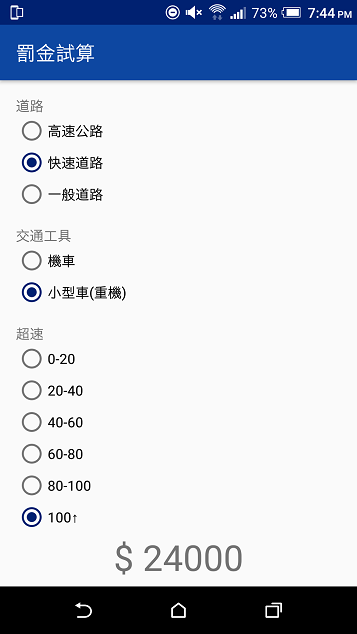 73% 7:44 PM
罰金試算
道路
高速公路
快速道路
一般道路
交通工具
機車
小型車(重機)
超速
0-20
20-40
40-60
60-80
80-100
100↑
$ 24000